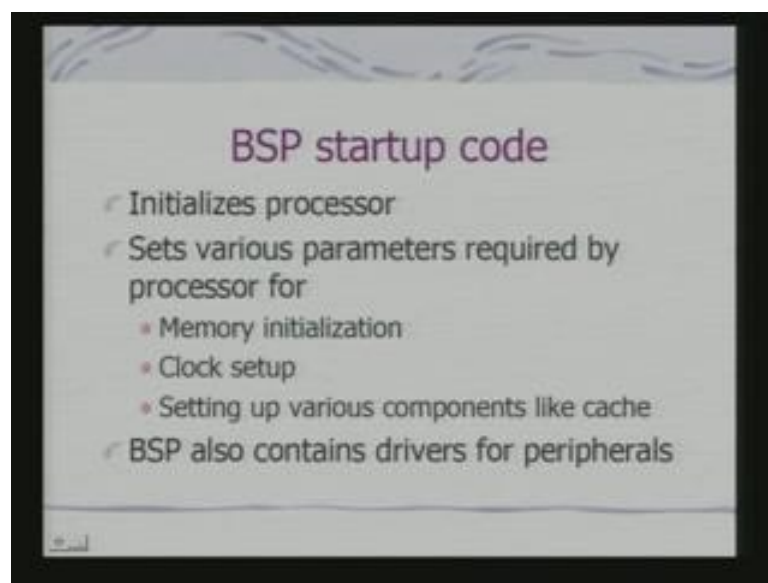 BSP startup code
Initializes processor
Sets various parameters required by
processor for
Memory initialization
Clock setup
Setting up various components like cache
BSP also contains drivers for peripherals